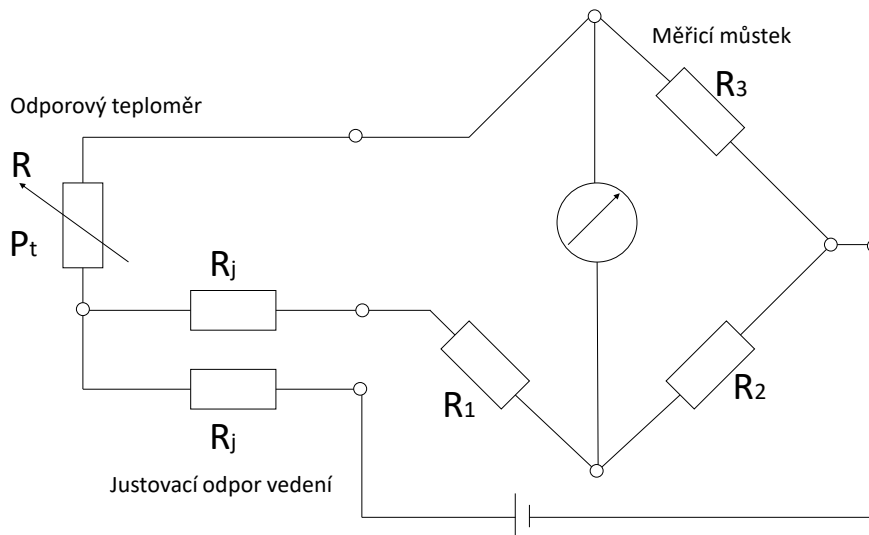 Měřicí můstek
R3
Odporový teploměr
R
Pt
Rj
R1
R2
Rj
Justovací odpor vedení